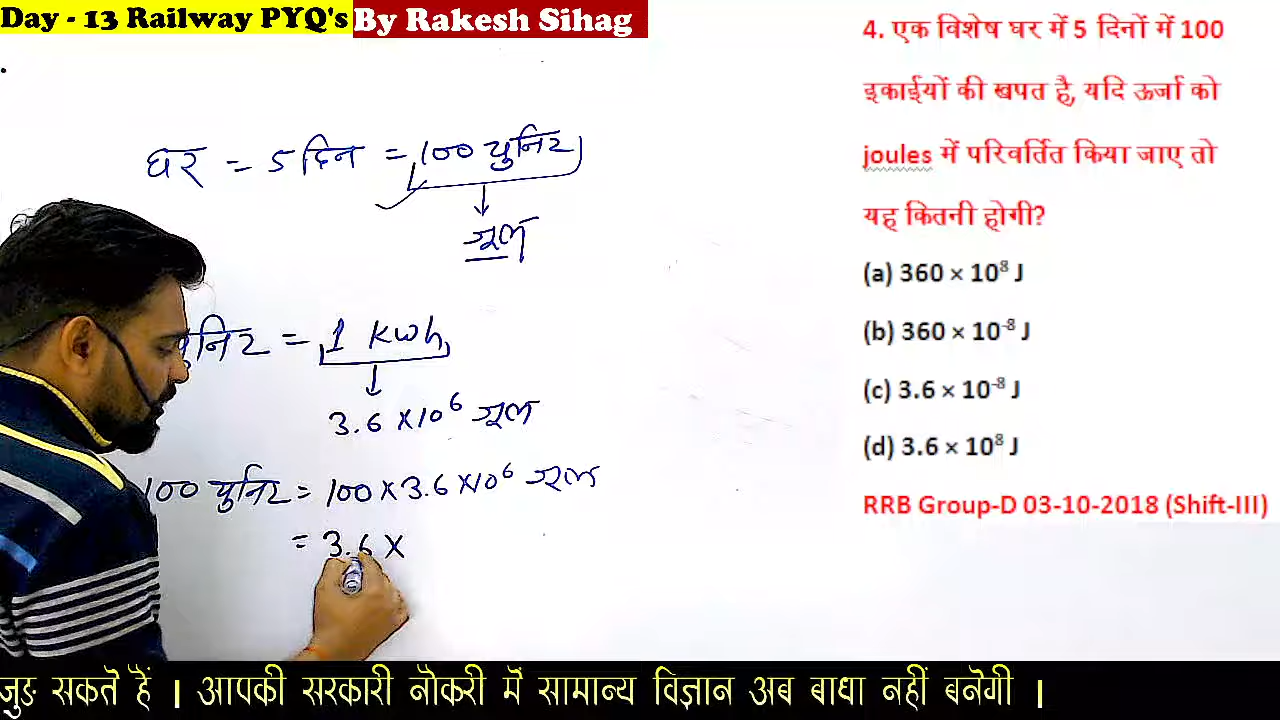 Day - 13 Railway PYQ's By Rakesh Sihag
घर = 5 दिन = 100 युनिट
जूल
युनिट = 1 kwh
3.6 × 10⁶ जूल
100 युनिट = 100 × 3.6 × 10⁶ जूल
= 3.6 ×
4. एक विशेष घर में 5 दिनों में 100
इकाईयों की खपत है, यदि ऊर्जा को
joules में परिवर्तित किया जाए तो
यह कितनी होगी?
(a) 360 × 10⁸ J
(b) 360 × 10⁻⁸ J
(c) 3.6 × 10⁻⁸ J
(d) 3.6 × 10⁸ J
RRB Group-D 03-10-2018 (Shift-III)
जुङ सकते हैं । आपकी सरकारी नौकरी में सामान्य विज्ञान अब बाधा नहीं बनेगी ।